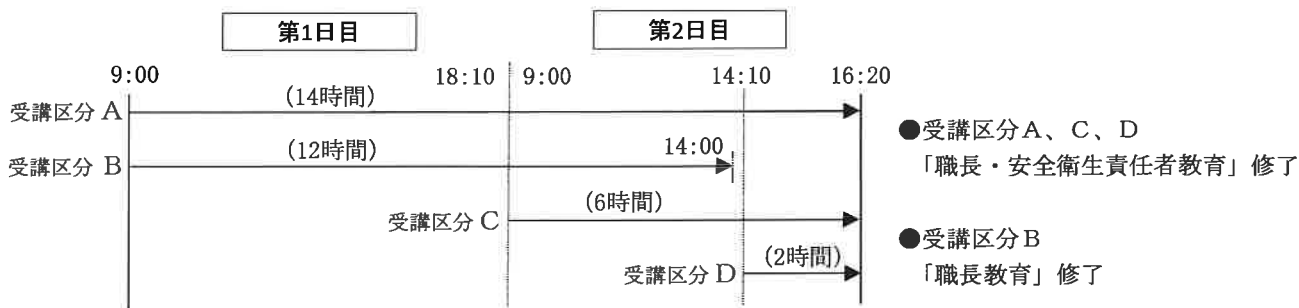 第1日目 第2日目
9:00 18:10 9:00 14:10 16:20
受講区分 A (14時間)
受講区分 B (12時間) 14:00
受講区分 C (6時間)
受講区分 D (2時間)
●受講区分A、C、D
「職長・安全衛生責任者教育」修了
●受講区分B
「職長教育」修了